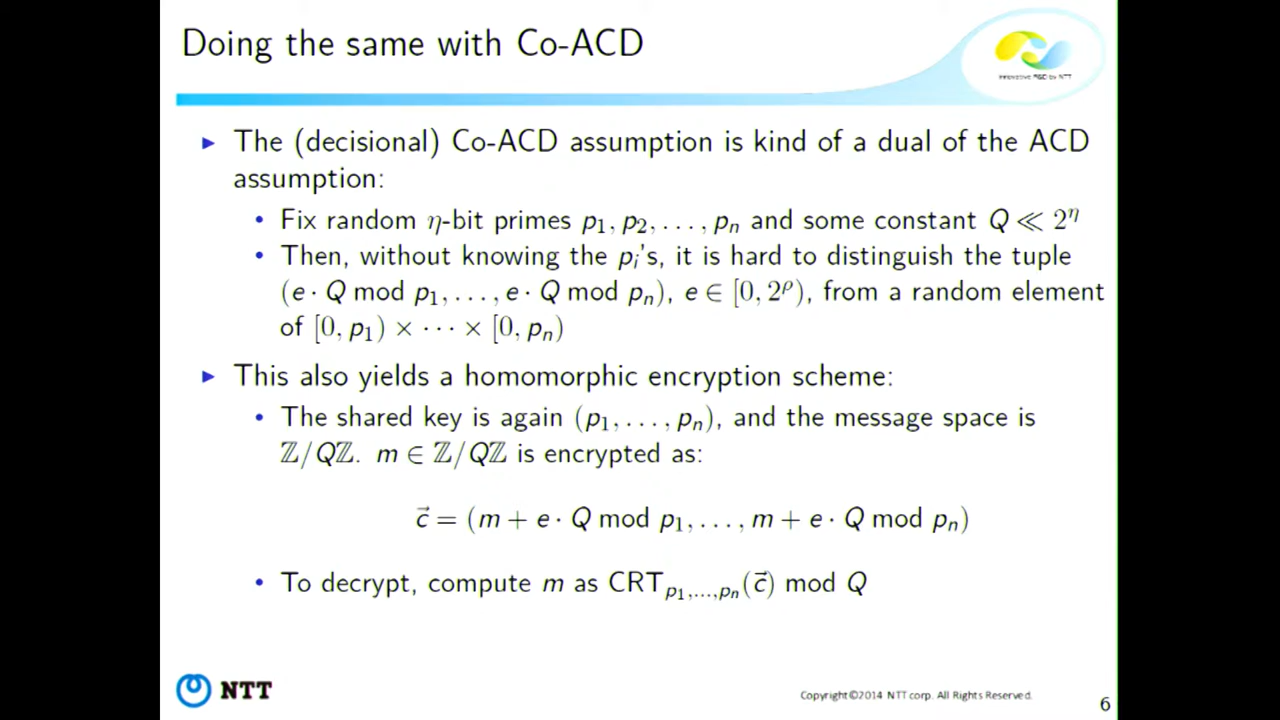 Doing the same with Co-ACD
Innovative R&D by NTT
▶ The (decisional) Co-ACD assumption is kind of a dual of the ACD
assumption:
• Fix random η-bit primes p₁, p₂, . . . , pₙ and some constant Q ≪ 2^η
• Then, without knowing the pᵢ's, it is hard to distinguish the tuple
(e · Q mod p₁, . . . , e · Q mod pₙ), e ∈ [0, 2^ρ), from a random element
of [0, p₁) × · · · × [0, pₙ)
▶ This also yields a homomorphic encryption scheme:
• The shared key is again (p₁, . . . , pₙ), and the message space is
ℤ/Qℤ. m ∈ ℤ/Qℤ is encrypted as:
c⃗ = (m + e · Q mod p₁, . . . , m + e · Q mod pₙ)
• To decrypt, compute m as CRT_{p₁,...,pₙ}(c⃗) mod Q
NTT
Copyright©2014 NTT corp. All Rights Reserved.
6